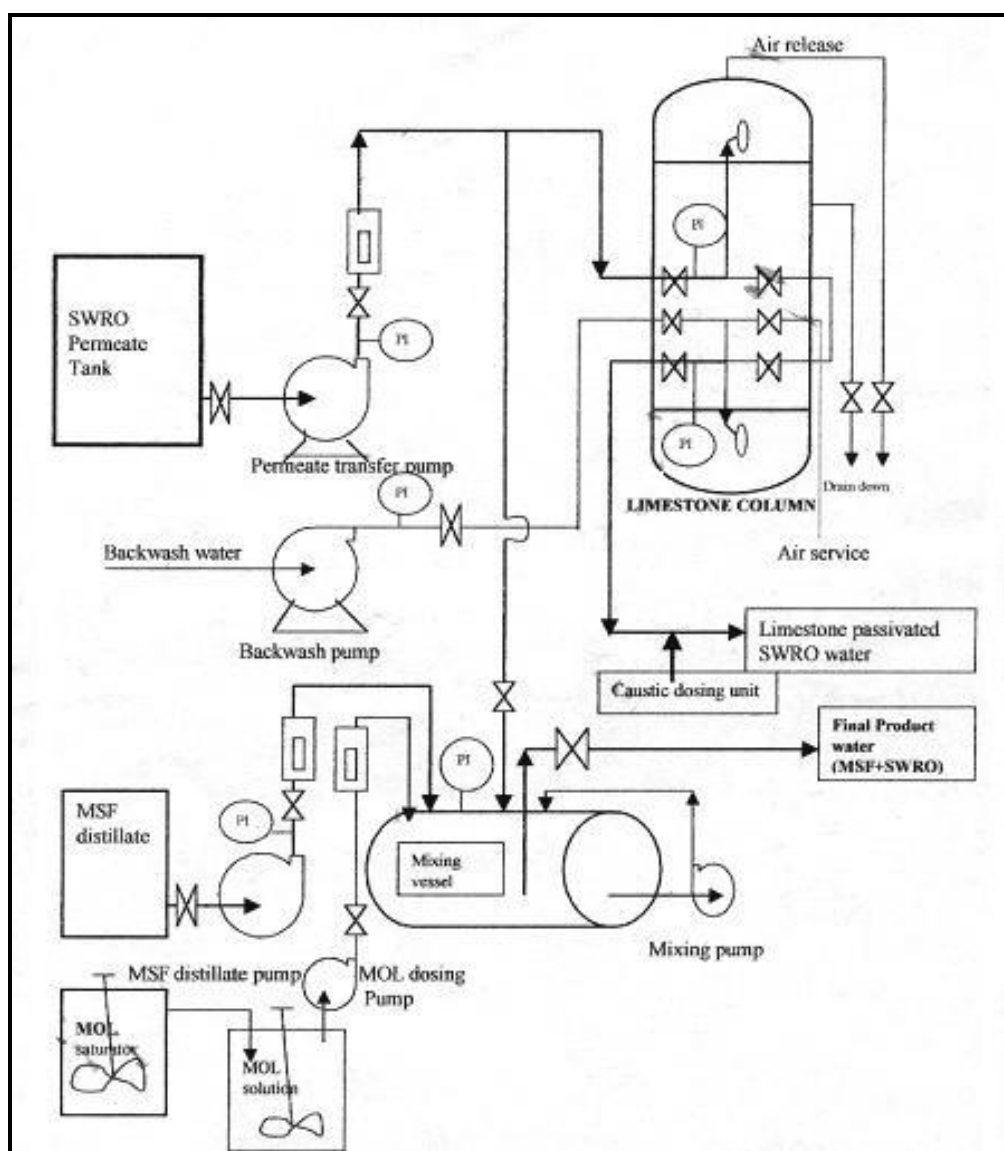 Air release
PI
SWRO
Permeate
Tank
PI
Permeate transfer pump
PI
PI
Drain down
LIMESTONE COLUMN
Backwash water
Air service
Backwash pump
Limestone passivated
SWRO water
Caustic dosing unit
Final Product
water
(MSF+SWRO)
PI
MSF
distillate
PI
Mixing
vessel
Mixing pump
MSF distillate pump
MOL dosing
Pump
MOL
saturator
MOL
solution